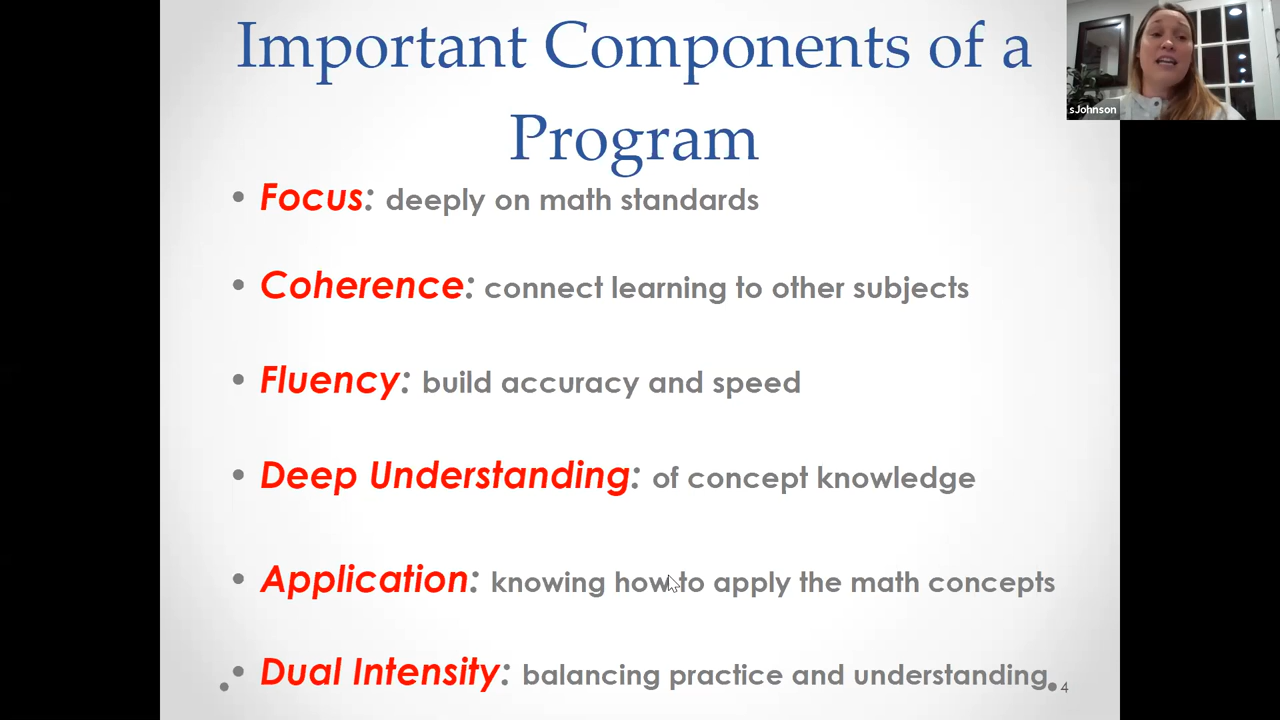 Important Components of a
Program
• Focus: deeply on math standards
• Coherence: connect learning to other subjects
• Fluency: build accuracy and speed
• Deep Understanding: of concept knowledge
• Application: knowing how to apply the math concepts
• Dual Intensity: balancing practice and understanding
4
sJohnson